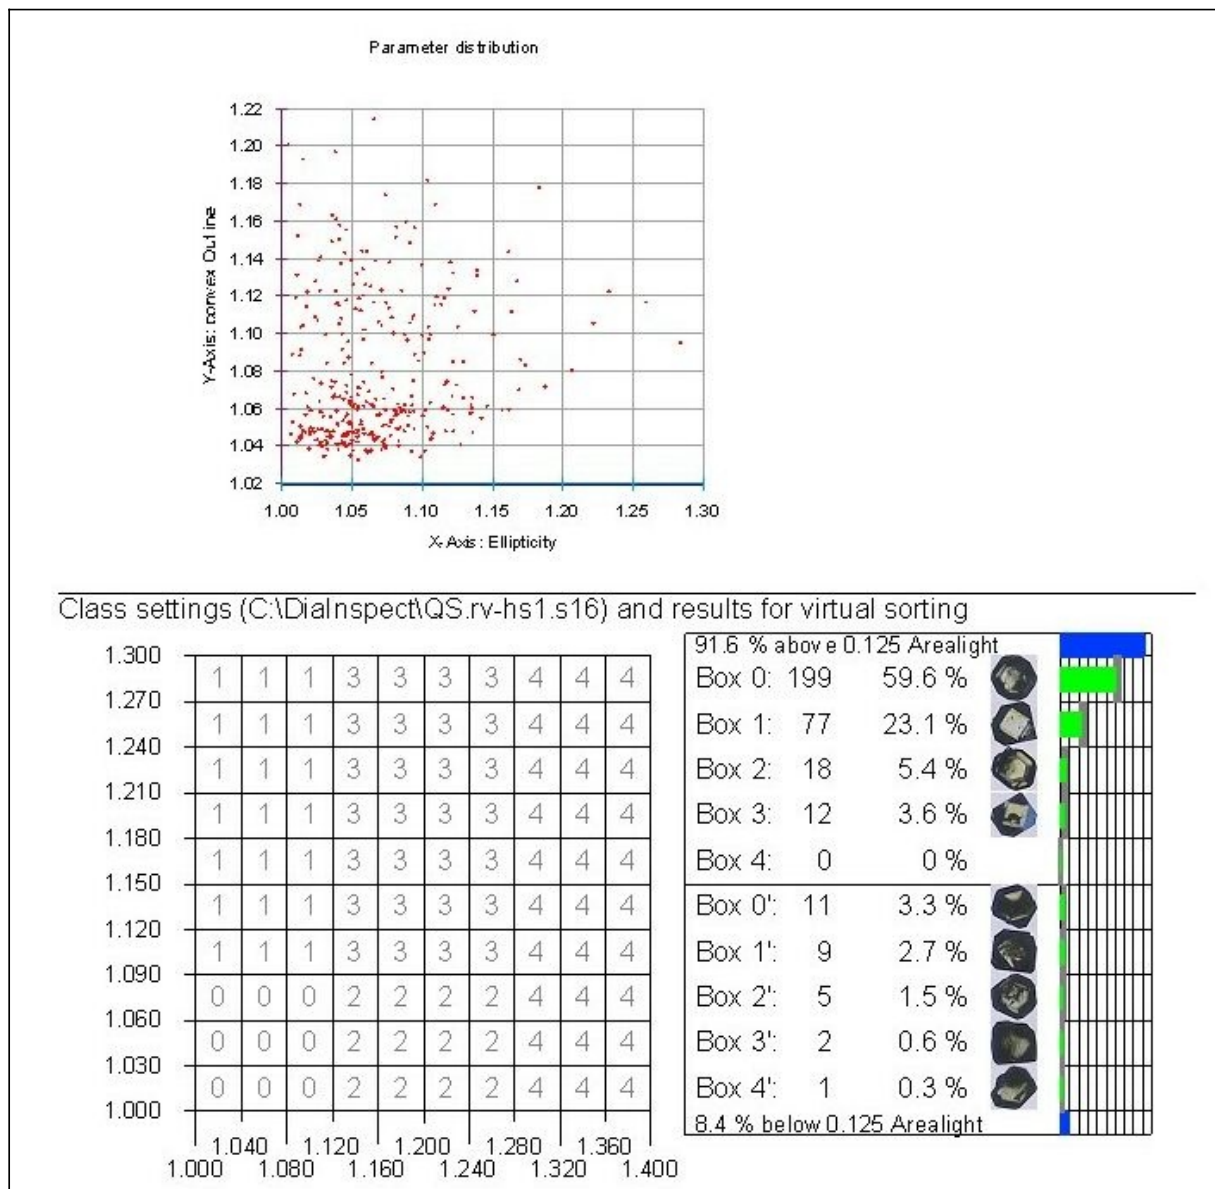 Parameter distribution
1.22
1.20
1.18
1.16
1.14
1.12
1.10
1.08
1.06
1.04
1.02
Y-Axis: convex Outline
1.00 1.05 1.10 1.15 1.20 1.25 1.30
X-Axis: Ellipticity
Class settings (C:\DiaInspect\QS.rv-hs1.s16) and results for virtual sorting
1.300
1 1 1 3 3 3 3 4 4 4
1.270
1 1 1 3 3 3 3 4 4 4
1.240
1 1 1 3 3 3 3 4 4 4
1.210
1 1 1 3 3 3 3 4 4 4
1.180
1 1 1 3 3 3 3 4 4 4
1.150
1 1 1 3 3 3 3 4 4 4
1.120
1 1 1 3 3 3 3 4 4 4
1.090
0 0 0 2 2 2 2 4 4 4
1.060
0 0 0 2 2 2 2 4 4 4
1.030
0 0 0 2 2 2 2 4 4 4
1.000
1.040 1.120 1.200 1.280 1.360
1.000 1.080 1.160 1.240 1.320 1.400
91.6 % above 0.125 Arealight
Box 0: 199 59.6 %
Box 1: 77 23.1 %
Box 2: 18 5.4 %
Box 3: 12 3.6 %
Box 4: 0 0 %
Box 0': 11 3.3 %
Box 1': 9 2.7 %
Box 2': 5 1.5 %
Box 3': 2 0.6 %
Box 4': 1 0.3 %
8.4 % below 0.125 Arealight